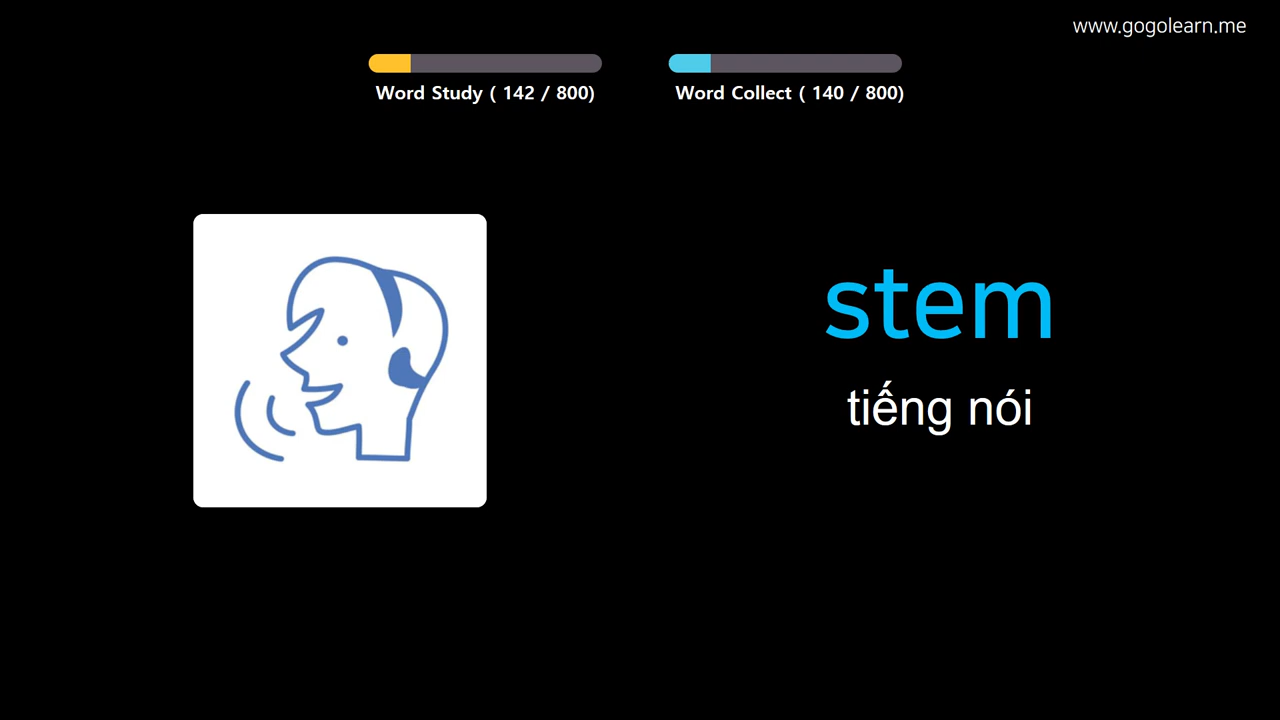 www.gogolearn.me
Word Study ( 142 / 800)
Word Collect ( 140 / 800)
stem
tiếng nói